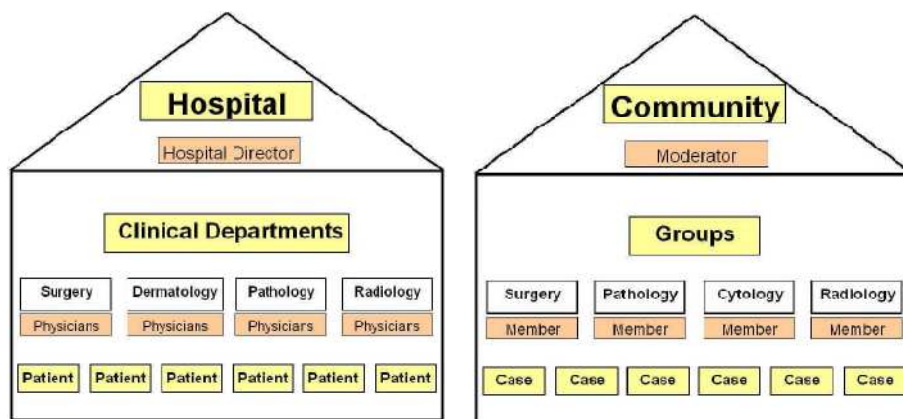 Hospital
Hospital Director
Clinical Departments
Surgery Dermatology Pathology Radiology
Physicians Physicians Physicians Physicians
Patient Patient Patient Patient Patient Patient
Community
Moderator
Groups
Surgery Pathology Cytology Radiology
Member Member Member Member
Case Case Case Case Case Case